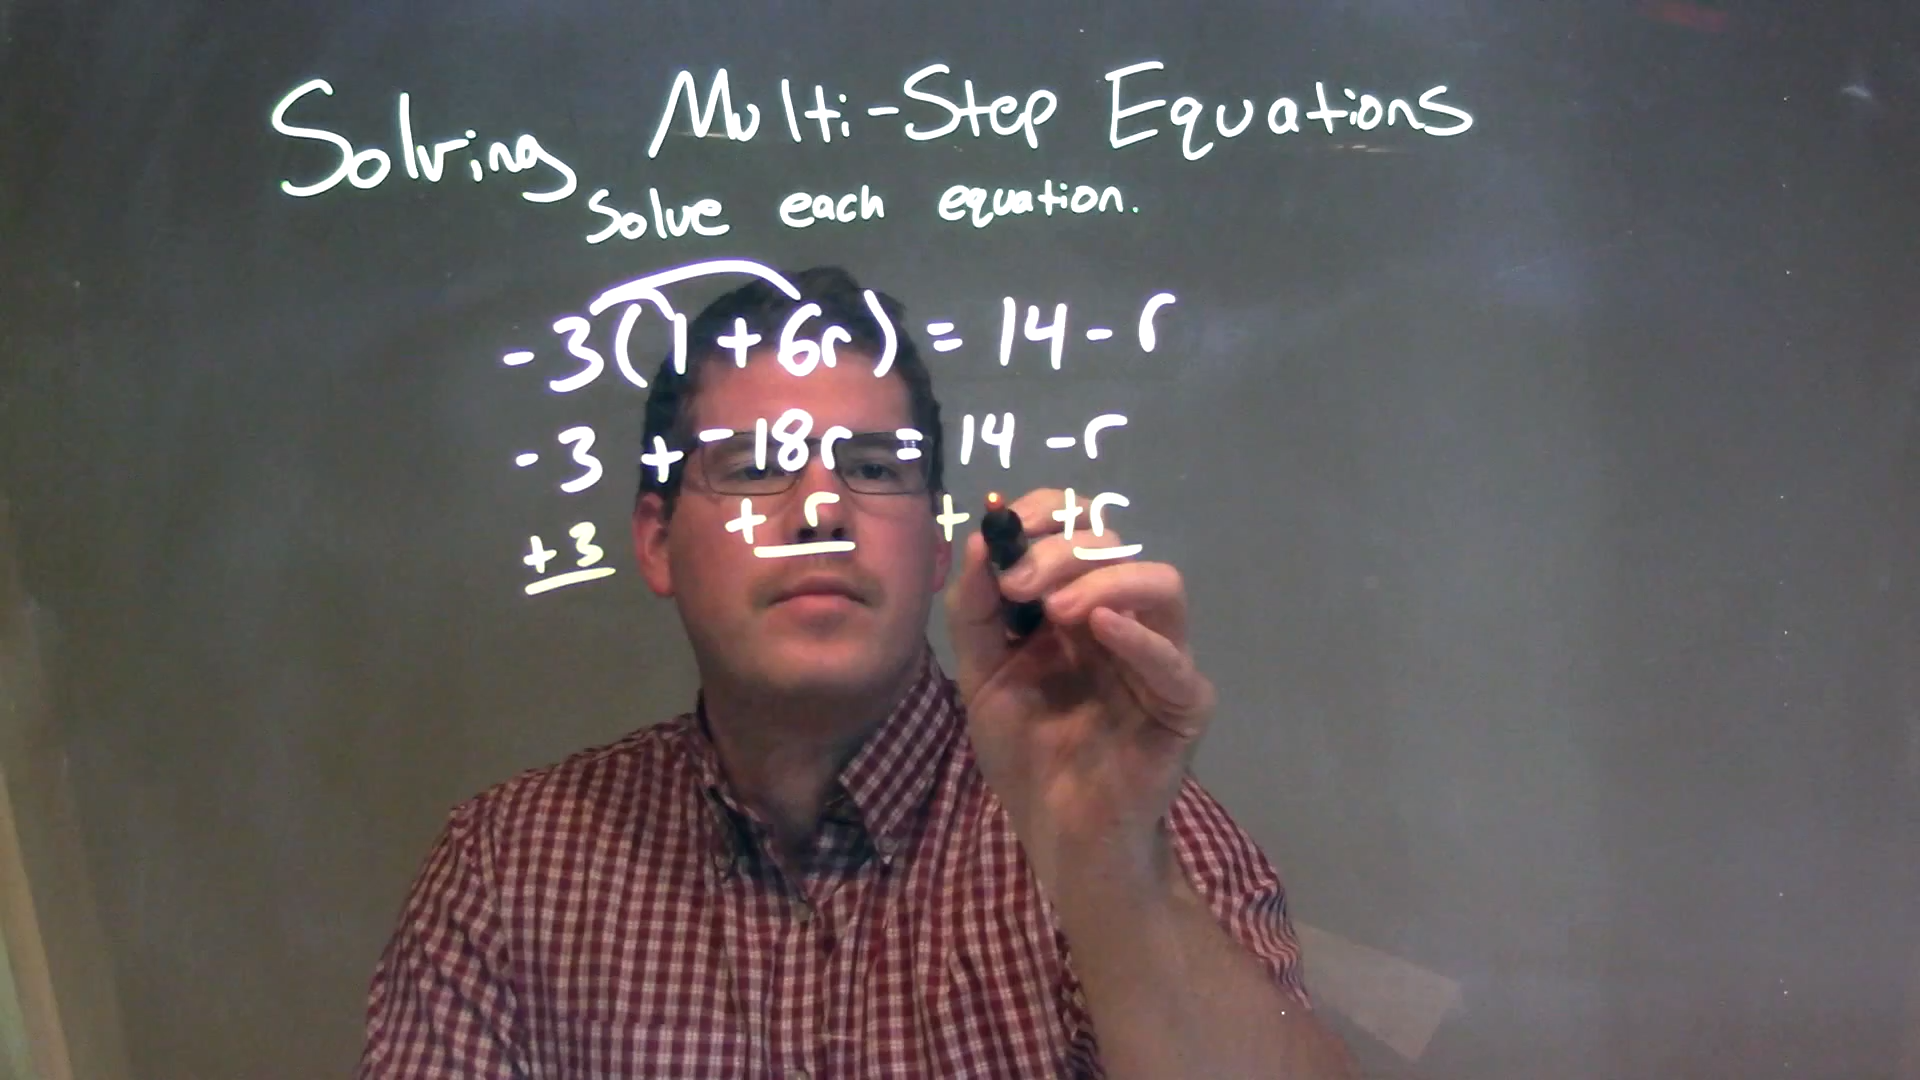 Solving Multi-Step Equations
Solve each equation.
-3(1+6r) = 14-r
-3 + -18r = 14 -r
+3 + r + +r